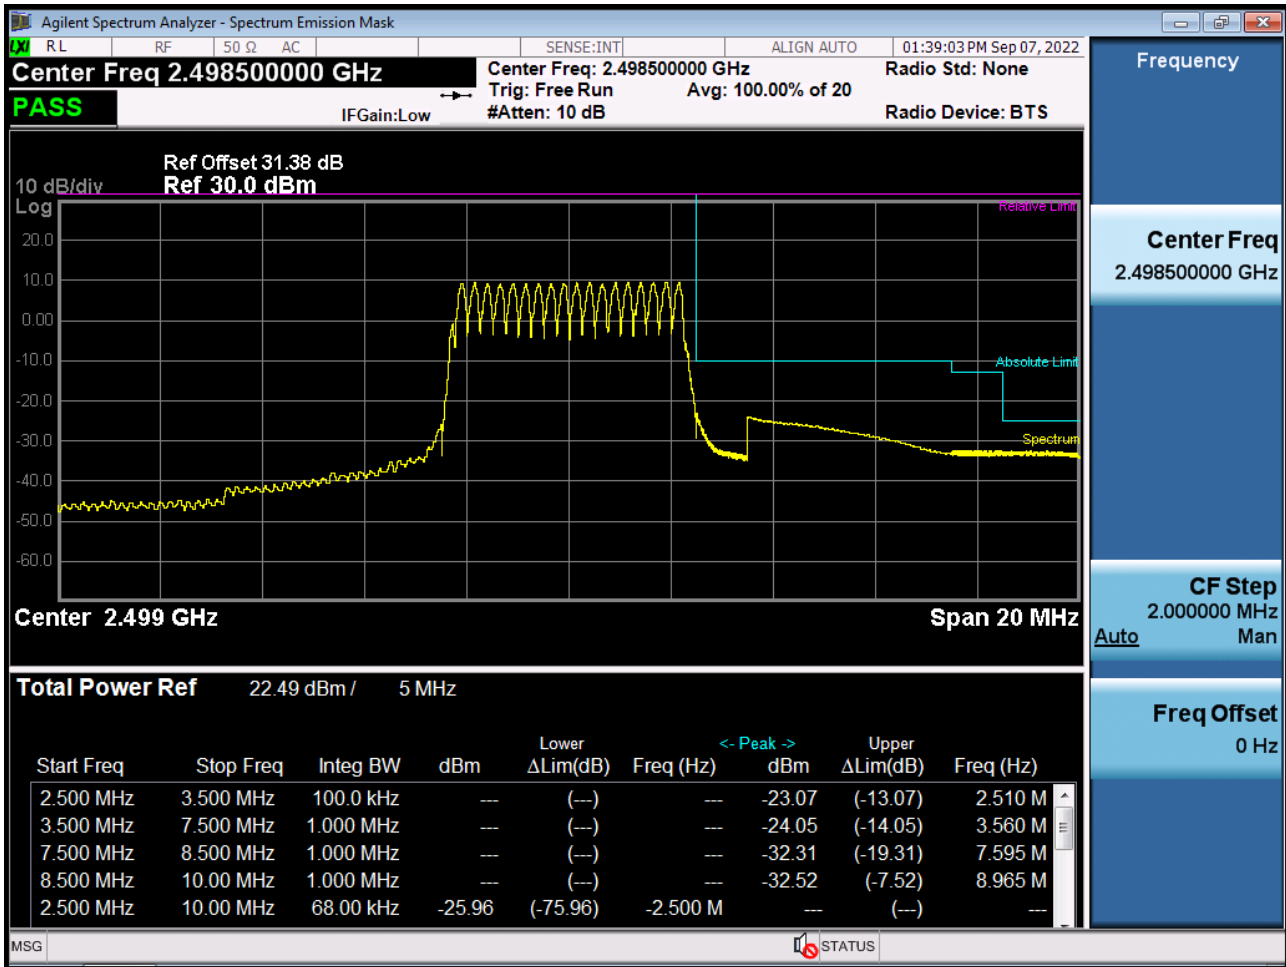 Agilent Spectrum Analyzer - Spectrum Emission Mask
LXI RL RF 50 Ω AC SENSE:INT ALIGN AUTO 01:39:03 PM Sep 07, 2022
Center Freq 2.498500000 GHz
Center Freq: 2.498500000 GHz Radio Std: None
Trig: Free Run Avg: 100.00% of 20
PASS
IFGain:Low #Atten: 10 dB Radio Device: BTS
Ref Offset 31.38 dB
10 dB/div Ref 30.0 dBm
Log
Relative Limit
20.0
10.0
0.00
-10.0
Absolute Limit
-20.0
-30.0
Spectrum
-40.0
-50.0
-60.0
Center 2.499 GHz Span 20 MHz
Total Power Ref 22.49 dBm / 5 MHz
Lower <- Peak -> Upper
Start Freq Stop Freq Integ BW dBm ΔLim(dB) Freq (Hz) dBm ΔLim(dB) Freq (Hz)
2.500 MHz 3.500 MHz 100.0 kHz --- (---) --- -23.07 (-13.07) 2.510 M
3.500 MHz 7.500 MHz 1.000 MHz --- (---) --- -24.05 (-14.05) 3.560 M
7.500 MHz 8.500 MHz 1.000 MHz --- (---) --- -32.31 (-19.31) 7.595 M
8.500 MHz 10.00 MHz 1.000 MHz --- (---) --- -32.52 (-7.52) 8.965 M
2.500 MHz 10.00 MHz 68.00 kHz -25.96 (-75.96) -2.500 M --- (---) ---
MSG STATUS
Frequency
Center Freq
2.498500000 GHz
CF Step
2.000000 MHz
Auto Man
Freq Offset
0 Hz